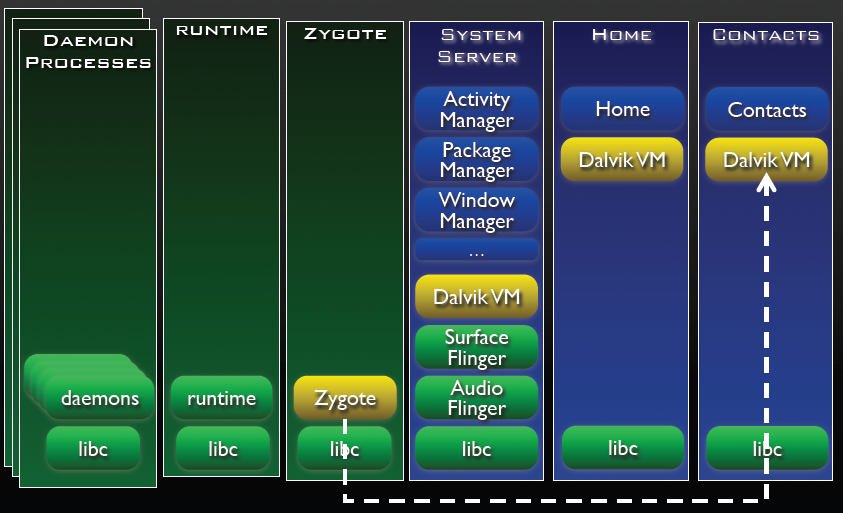 DAEMON
PROCESSES
daemons
libc
RUNTIME
runtime
libc
ZYGOTE
Zygote
libc
SYSTEM
SERVER
Activity
Manager
Package
Manager
Window
Manager
...
Dalvik VM
Surface
Flinger
Audio
Flinger
libc
HOME
Home
Dalvik VM
libc
CONTACTS
Contacts
Dalvik VM
libc